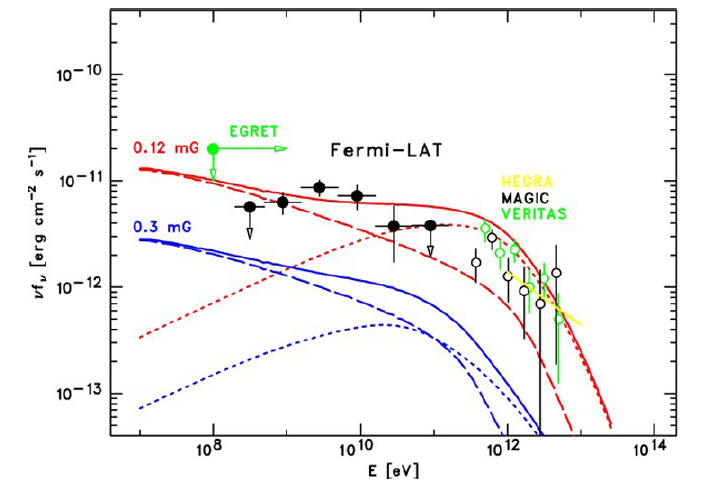 10⁻¹⁰
EGRET
0.12 mG
Fermi-LAT
10⁻¹¹
HEGRA
MAGIC
VERITAS
0.3 mG
νfν [erg cm⁻² s⁻¹]
10⁻¹²
10⁻¹³
10⁸ 10¹⁰ 10¹² 10¹⁴
E [eV]